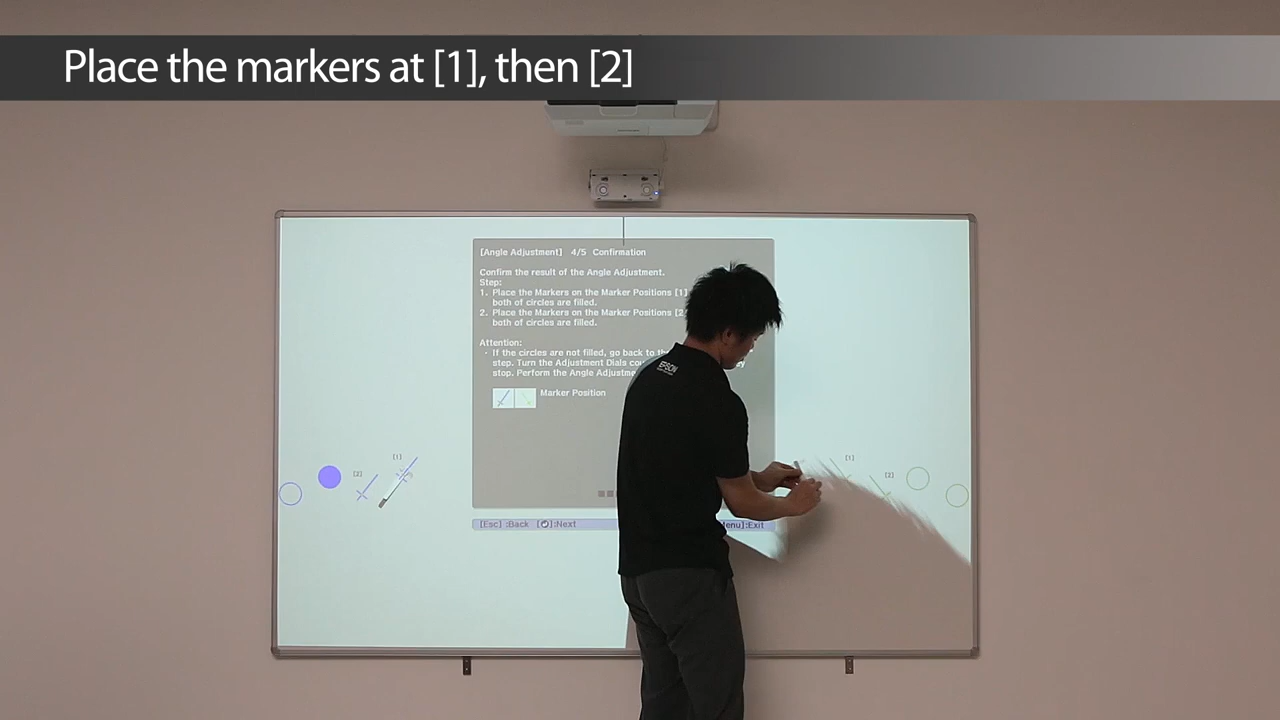 Place the markers at [1], then [2]
[Angle Adjustment] 4/5 Confirmation
Confirm the result of the Angle Adjustment.
Step:
1. Place the Markers on the Marker Positions [1]
both of circles are filled.
2. Place the Markers on the Marker Positions [2
both of circles are filled.
Attention:
· If the circles are not filled, go back to
step. Turn the Adjustment Dials
stop. Perform the Angle
Marker Position
EPSON
[1]
[2]
[1]
[2]
[Esc] :Back [ ]:Next
Menu]:Exit